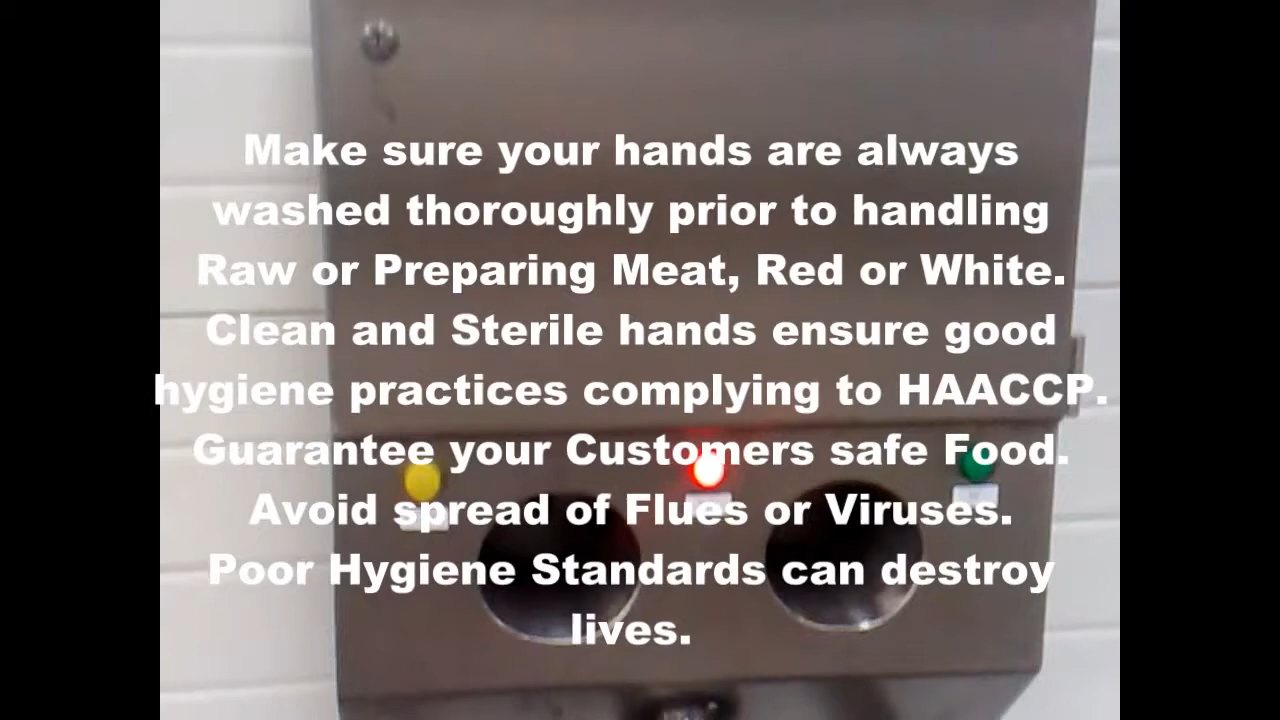 Make sure your hands are always
washed thoroughly prior to handling
Raw or Preparing Meat, Red or White.
Clean and Sterile hands ensure good
hygiene practices complying to HAACCP.
Guarantee your Customers safe Food.
Avoid spread of Flues or Viruses.
Poor Hygiene Standards can destroy
lives.